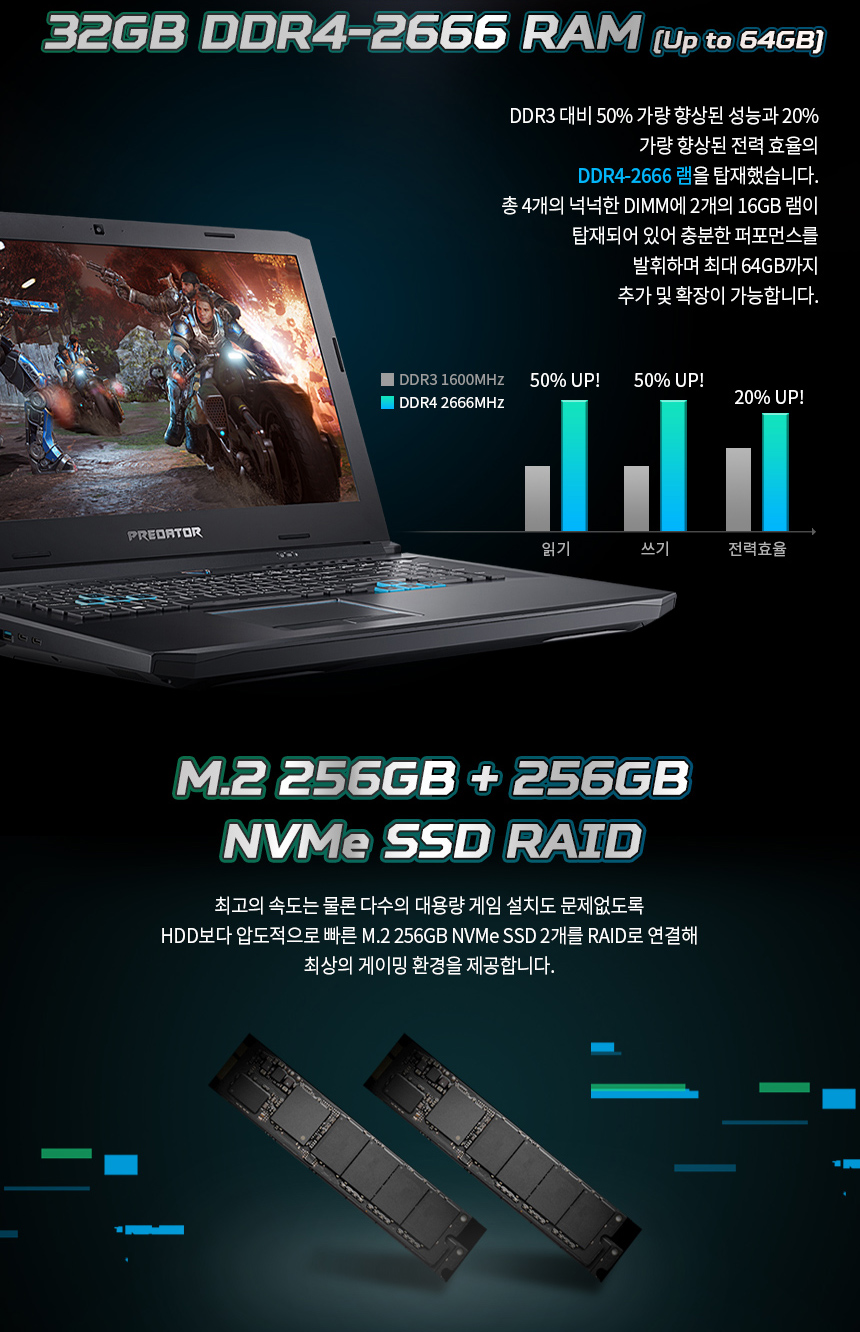 32GB DDR4-2666 RAM (Up to 64GB)
DDR3 대비 50% 가량 향상된 성능과 20%
가량 향상된 전력 효율의
DDR4-2666 램을 탑재했습니다.
총 4개의 넉넉한 DIMM에 2개의 16GB 램이
탑재되어 있어 충분한 퍼포먼스를
발휘하며 최대 64GB까지
추가 및 확장이 가능합니다.
DDR3 1600MHz
DDR4 2666MHz
50% UP!
50% UP!
20% UP!
읽기
쓰기
전력효율
PREDATOR
M.2 256GB + 256GB
NVMe SSD RAID
최고의 속도는 물론 다수의 대용량 게임 설치도 문제없도록
HDD보다 압도적으로 빠른 M.2 256GB NVMe SSD 2개를 RAID로 연결해
최상의 게이밍 환경을 제공합니다.